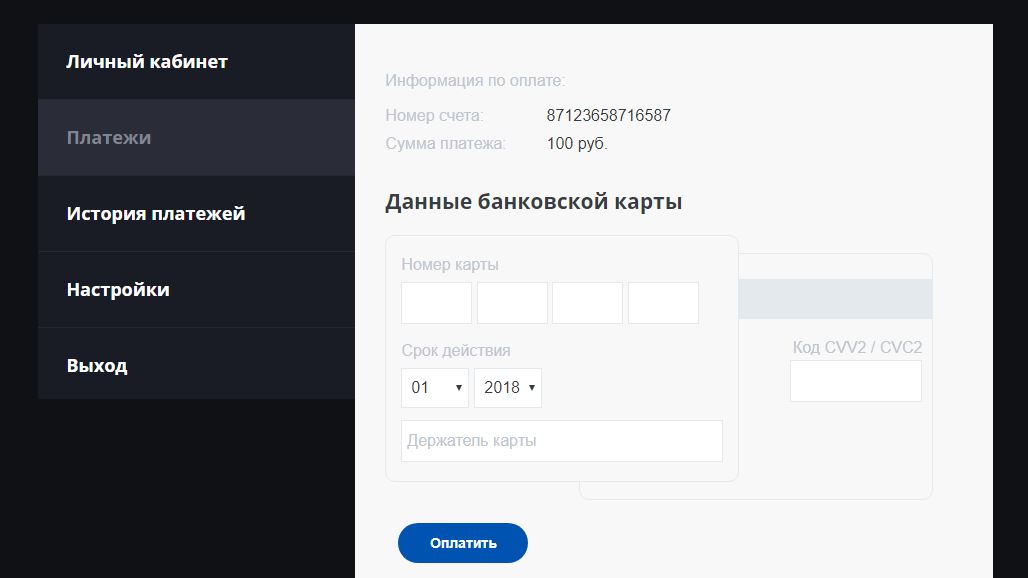 Личный кабинет
Платежи
История платежей
Настройки
Выход
Информация по оплате:
Номер счета: 87123658716587
Сумма платежа: 100 руб.
Данные банковской карты
Номер карты
Срок действия
01 ▼ 2018 ▼
Держатель карты
Код CVV2 / CVC2
Оплатить